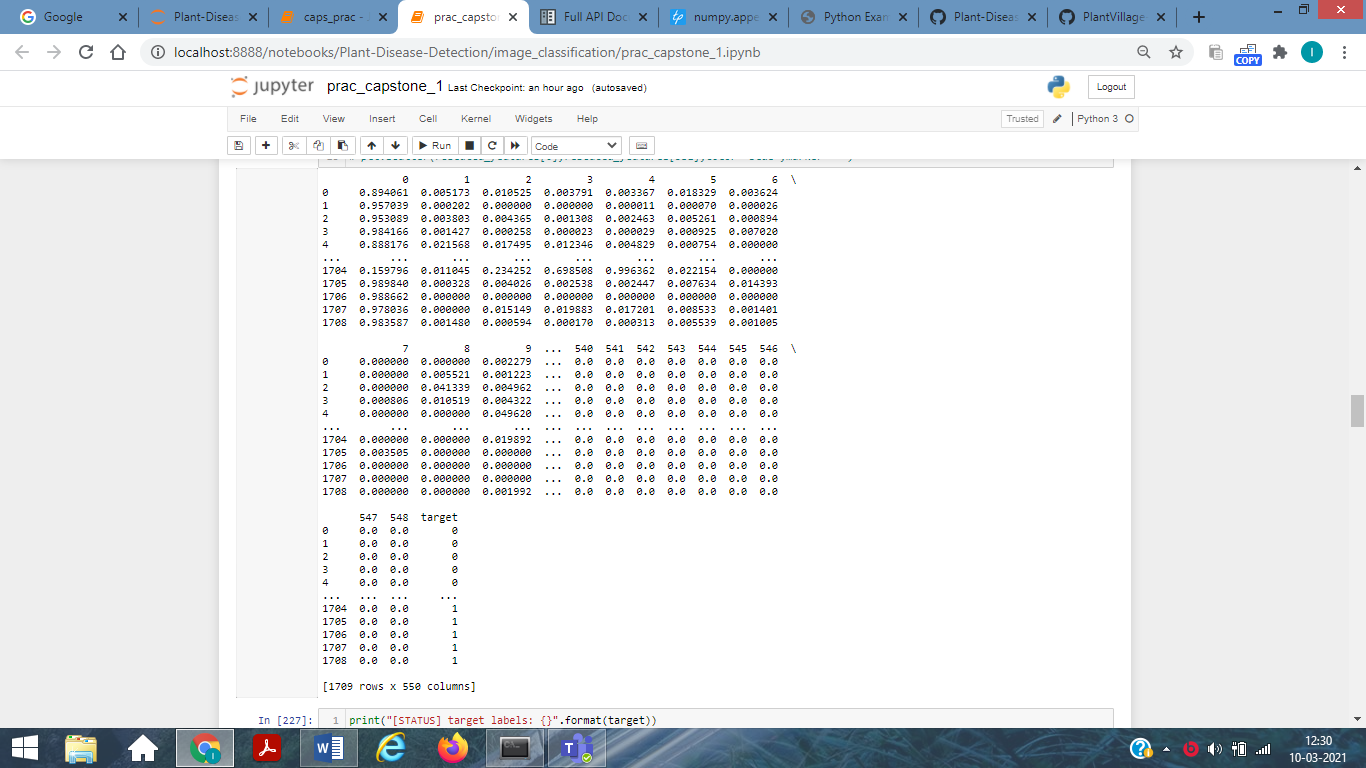 Google Plant-Diseas caps_prac - J prac_capstor Full API Doc numpy.appe Python Exan Plant-Diseas PlantVillage
localhost:8888/notebooks/Plant-Disease-Detection/image_classification/prac_capstone_1.ipynb
COPY
I
jupyter prac_capstone_1 Last Checkpoint: an hour ago (autosaved)
Logout
File Edit View Insert Cell Kernel Widgets Help
Trusted Python 3
Run Code
0 1 2 3 4 5 6 \
0 0.894061 0.005173 0.010525 0.003791 0.003367 0.018329 0.003624
1 0.957039 0.000202 0.000000 0.000000 0.000011 0.000070 0.000026
2 0.953089 0.003803 0.004365 0.001308 0.002463 0.005261 0.000894
3 0.984166 0.001427 0.000258 0.000023 0.000029 0.000925 0.007020
4 0.888176 0.021568 0.017495 0.012346 0.004829 0.000754 0.000000
... ... ... ... ... ... ... ...
1704 0.159796 0.011045 0.234252 0.698508 0.996362 0.022154 0.000000
1705 0.989840 0.000328 0.004026 0.002538 0.002447 0.007634 0.014393
1706 0.988662 0.000000 0.000000 0.000000 0.000000 0.000000 0.000000
1707 0.978036 0.000000 0.015149 0.019883 0.017201 0.008533 0.001401
1708 0.983587 0.001480 0.000594 0.000170 0.000313 0.005539 0.001005
7 8 9 ... 540 541 542 543 544 545 546 \
0 0.000000 0.000000 0.002279 ... 0.0 0.0 0.0 0.0 0.0 0.0 0.0
1 0.000000 0.005521 0.001223 ... 0.0 0.0 0.0 0.0 0.0 0.0 0.0
2 0.000000 0.041339 0.004962 ... 0.0 0.0 0.0 0.0 0.0 0.0 0.0
3 0.000806 0.010519 0.004322 ... 0.0 0.0 0.0 0.0 0.0 0.0 0.0
4 0.000000 0.000000 0.049620 ... 0.0 0.0 0.0 0.0 0.0 0.0 0.0
... ... ... ... ... ... ... ... ... ... ... ...
1704 0.000000 0.000000 0.019892 ... 0.0 0.0 0.0 0.0 0.0 0.0 0.0
1705 0.003505 0.000000 0.000000 ... 0.0 0.0 0.0 0.0 0.0 0.0 0.0
1706 0.000000 0.000000 0.000000 ... 0.0 0.0 0.0 0.0 0.0 0.0 0.0
1707 0.000000 0.000000 0.000000 ... 0.0 0.0 0.0 0.0 0.0 0.0 0.0
1708 0.000000 0.000000 0.001992 ... 0.0 0.0 0.0 0.0 0.0 0.0 0.0
547 548 target
0 0.0 0.0 0
1 0.0 0.0 0
2 0.0 0.0 0
3 0.0 0.0 0
4 0.0 0.0 0
... ... ... ...
1704 0.0 0.0 1
1705 0.0 0.0 1
1706 0.0 0.0 1
1707 0.0 0.0 1
1708 0.0 0.0 1
[1709 rows x 550 columns]
In [227]: 1 print("[STATUS] target labels: {}".format(target))
12:30
10-03-2021